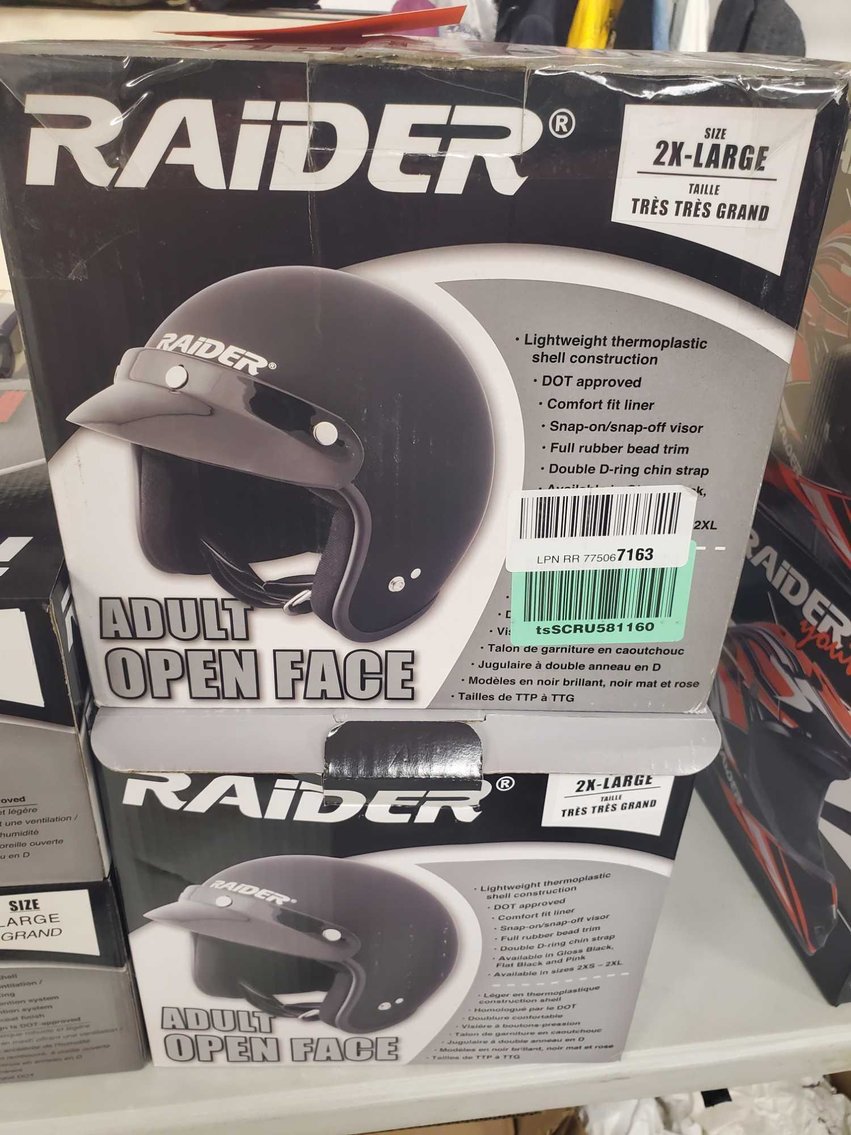 RAiDER®
SIZE
2X-LARGE
TAILLE
TRÈS TRÈS GRAND
RAiDER®
· Lightweight thermoplastic
shell construction
· DOT approved
· Comfort fit liner
· Snap-on/snap-off visor
· Full rubber bead trim
· Double D-ring chin strap
2XL
LPN RR 775067163
tsSCRU581160
· Talon de garniture en caoutchouc
· Jugulaire à double anneau en D
· Modèles en noir brillant, noir mat et rose
· Tailles de TTP à TTG
ADULT
OPEN FACE
RAiDER®
2X-LARGE
TAILLE
TRÈS TRÈS GRAND
RAiDER®
· Lightweight thermoplastic
shell construction
· DOT approved
· Comfort fit liner
· Snap-on/snap-off visor
· Full rubber bead trim
· Double D-ring chin strap
· Available in Gloss Black,
Flat Black and Pink
· Available in sizes 2XS – 2XL
· Léger en thermoplastique
construction shell
· Homologué par le DOT
· Doublure confortable
· Visière à boutons-pression
· Talon de garniture en caoutchouc
· Jugulaire à double anneau en D
· Modèles en noir brillant, noir mat et rose
· Tailles de TTP à TTG
ADULT
OPEN FACE
SIZE
LARGE
GRAND
RAiDER